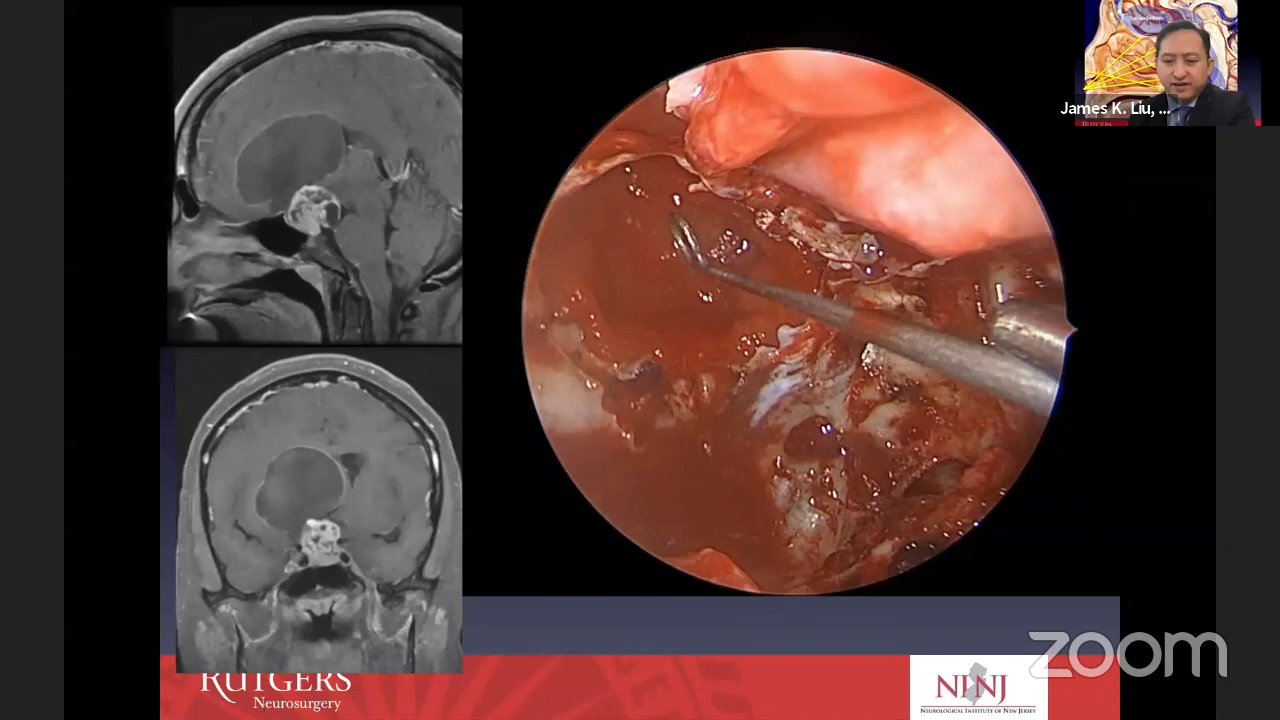 James K. Liu, ...
RUTGERS
Neurosurgery
NINJ
NEUROLOGICAL INSTITUTE OF NEW JERSEY
zoom